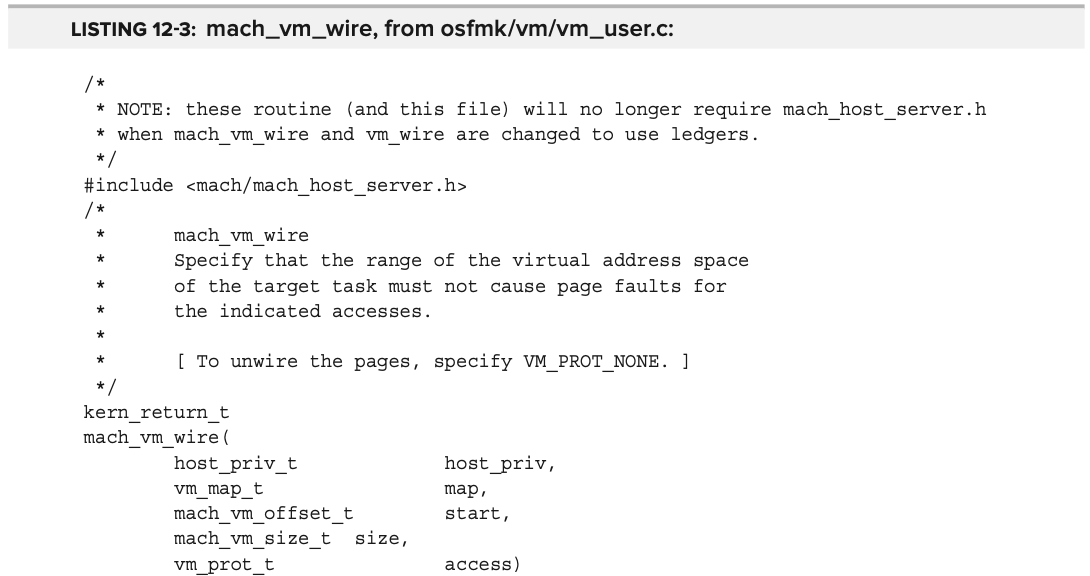 LISTING 12-3: mach_vm_wire, from osfmk/vm/vm_user.c:
/*
 * NOTE: these routine (and this file) will no longer require mach_host_server.h
 * when mach_vm_wire and vm_wire are changed to use ledgers.
 */
#include <mach/mach_host_server.h>
/*
 *      mach_vm_wire
 *      Specify that the range of the virtual address space
 *      of the target task must not cause page faults for
 *      the indicated accesses.
 *
 *      [ To unwire the pages, specify VM_PROT_NONE. ]
 */
kern_return_t
mach_vm_wire(
        host_priv_t             host_priv,
        vm_map_t                map,
        mach_vm_offset_t        start,
        mach_vm_size_t  size,
        vm_prot_t               access)